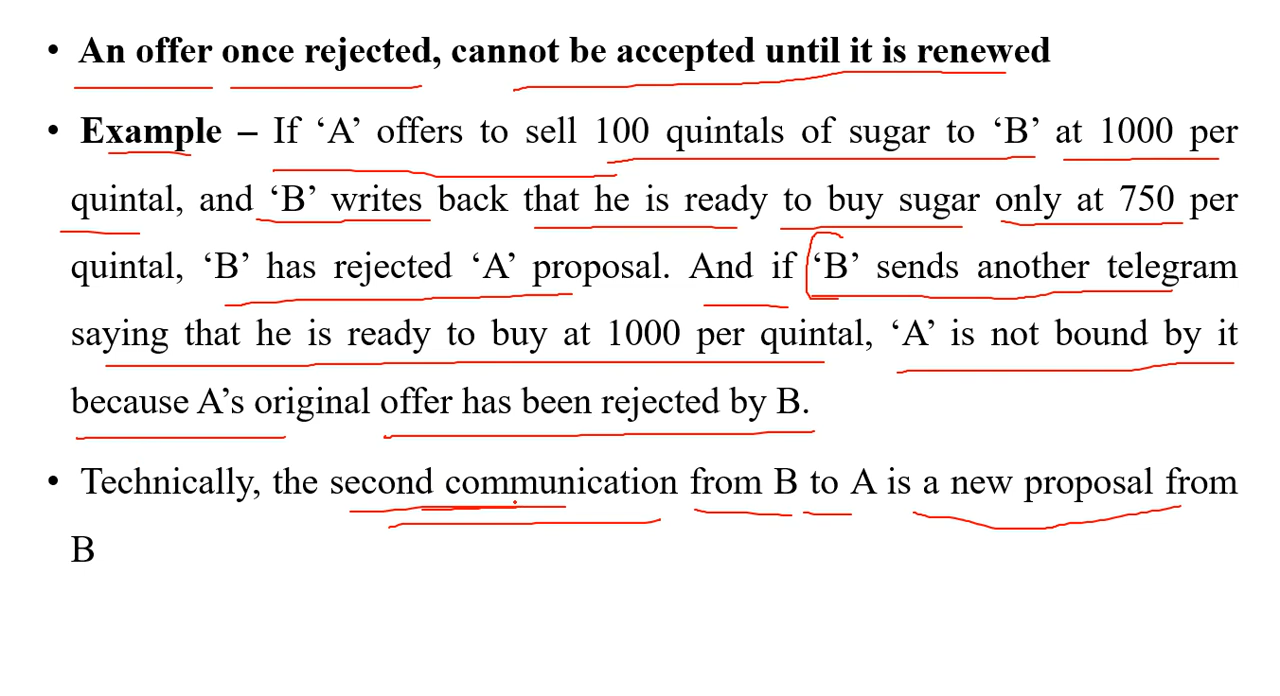 • An offer once rejected, cannot be accepted until it is renewed
• Example – If ‘A’ offers to sell 100 quintals of sugar to ‘B’ at 1000 per
quintal, and ‘B’ writes back that he is ready to buy sugar only at 750 per
quintal, ‘B’ has rejected ‘A’ proposal. And if ‘B’ sends another telegram
saying that he is ready to buy at 1000 per quintal, ‘A’ is not bound by it
because A’s original offer has been rejected by B.
• Technically, the second communication from B to A is a new proposal from
B